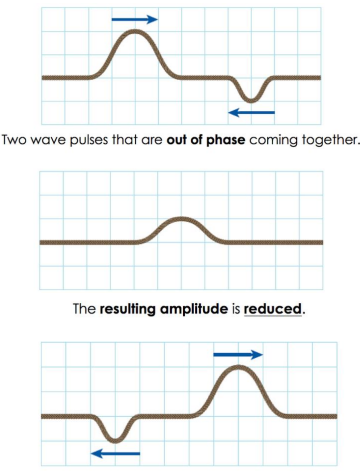 Two wave pulses that are out of phase coming together.
The resulting amplitude is reduced.